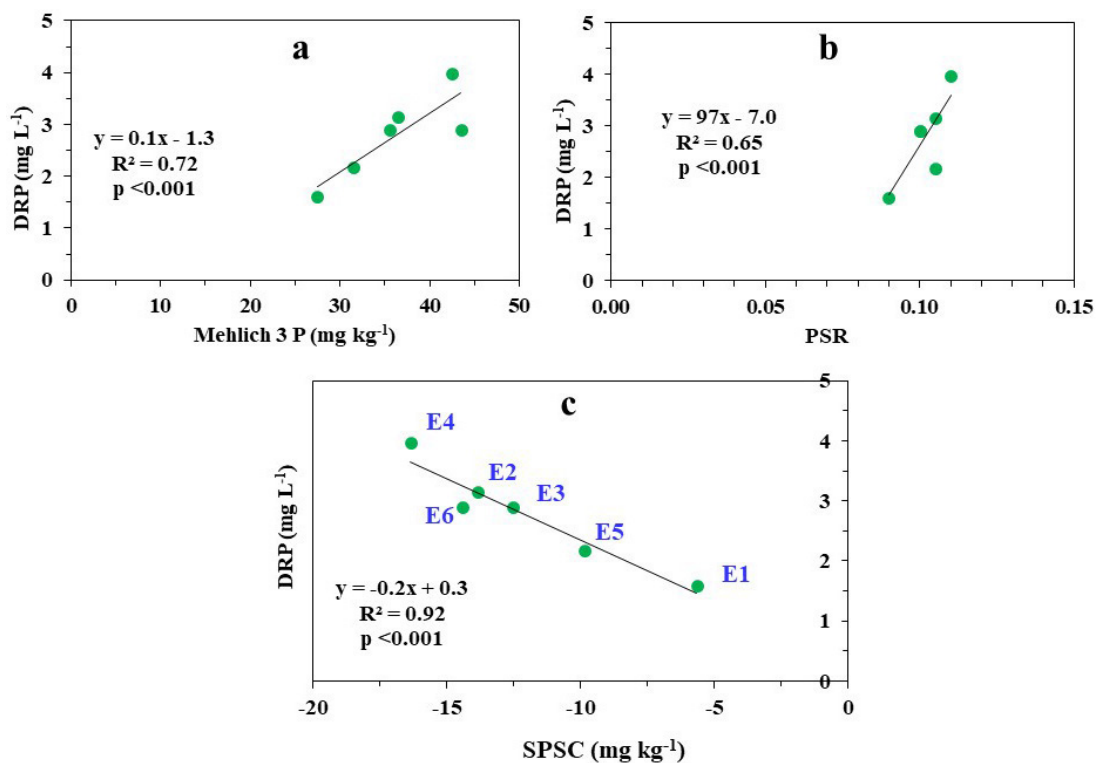 a
DRP (mg L⁻¹)
5
4
3
2
1
0
y = 0.1x - 1.3
R² = 0.72
p <0.001
0
10
20
30
40
50
Mehlich 3 P (mg kg⁻¹)
b
DRP (mg L⁻¹)
5
4
3
2
1
0
y = 97x - 7.0
R² = 0.65
p <0.001
0.00
0.05
0.10
0.15
PSR
c
DRP (mg L⁻¹)
5
4
3
2
1
0
E4
E2
E3
E6
E5
E1
y = -0.2x + 0.3
R² = 0.92
p <0.001
-20
-15
-10
-5
0
SPSC (mg kg⁻¹)